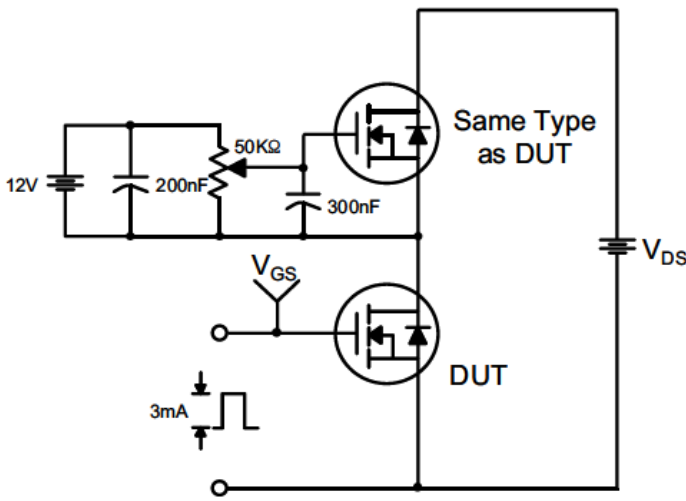 50KΩ
Same Type
as DUT
12V
200nF
300nF
VGS
VDS
DUT
3mA